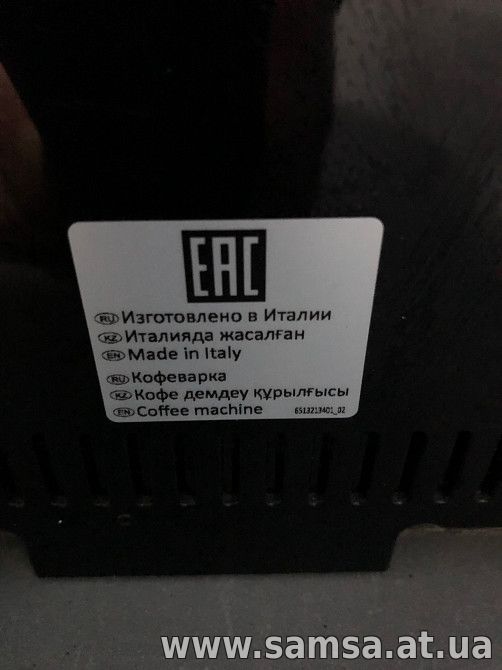 EAC
RU Изготовлено в Италии
KZ Италияда жасалған
EN Made in Italy
RU Кофеварка
KZ Кофе демдеу құрылғысы
EN Coffee machine 6513213401_02
www.samsa.at.ua